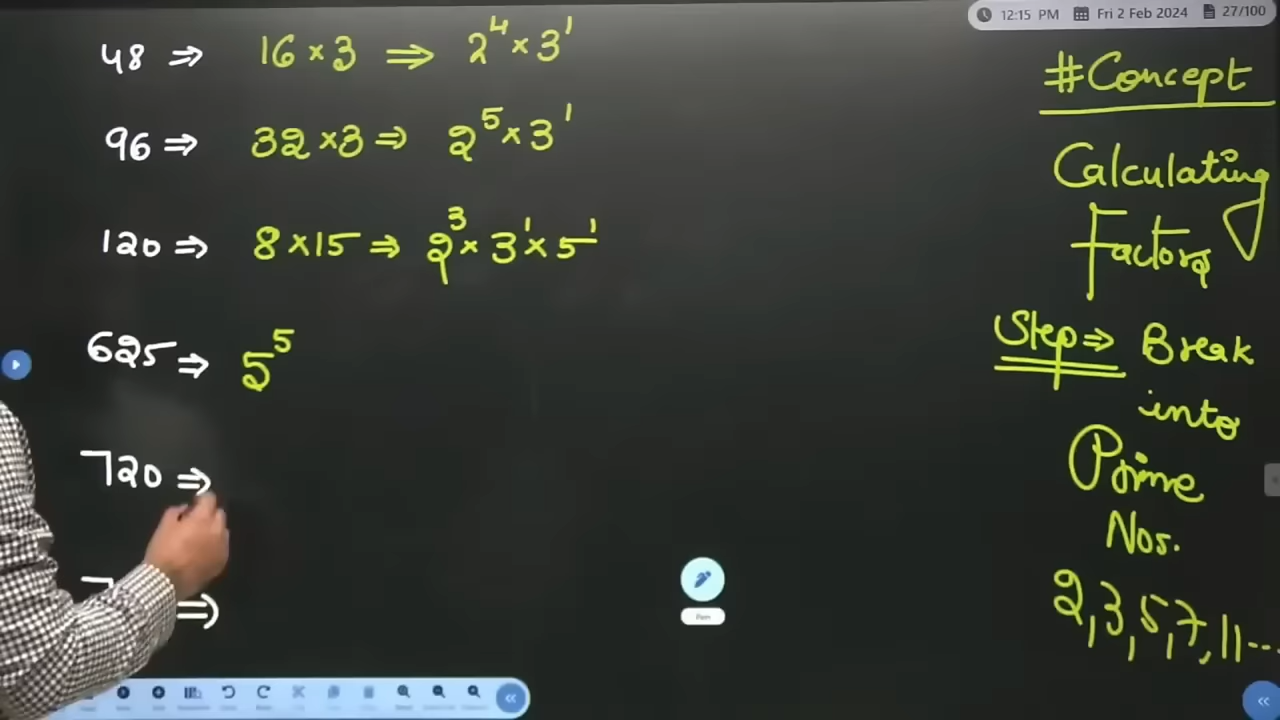 12:15 PM Fri 2 Feb 2024 27/100
48 ⇒ 16 × 3 ⇒ 2⁴ × 3¹
96 ⇒ 32 × 3 ⇒ 2⁵ × 3¹
120 ⇒ 8 × 15 ⇒ 2³ × 3¹ × 5¹
625 ⇒ 5⁵
720 ⇒
7 ⇒
#Concept
Calculating
Factors
Step ⇒ Break
into
Prime
Nos.
2, 3, 5, 7, 11...
Pen